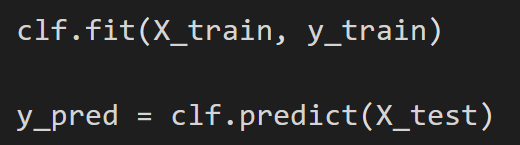 clf.fit(X_train, y_train)
y_pred = clf.predict(X_test)